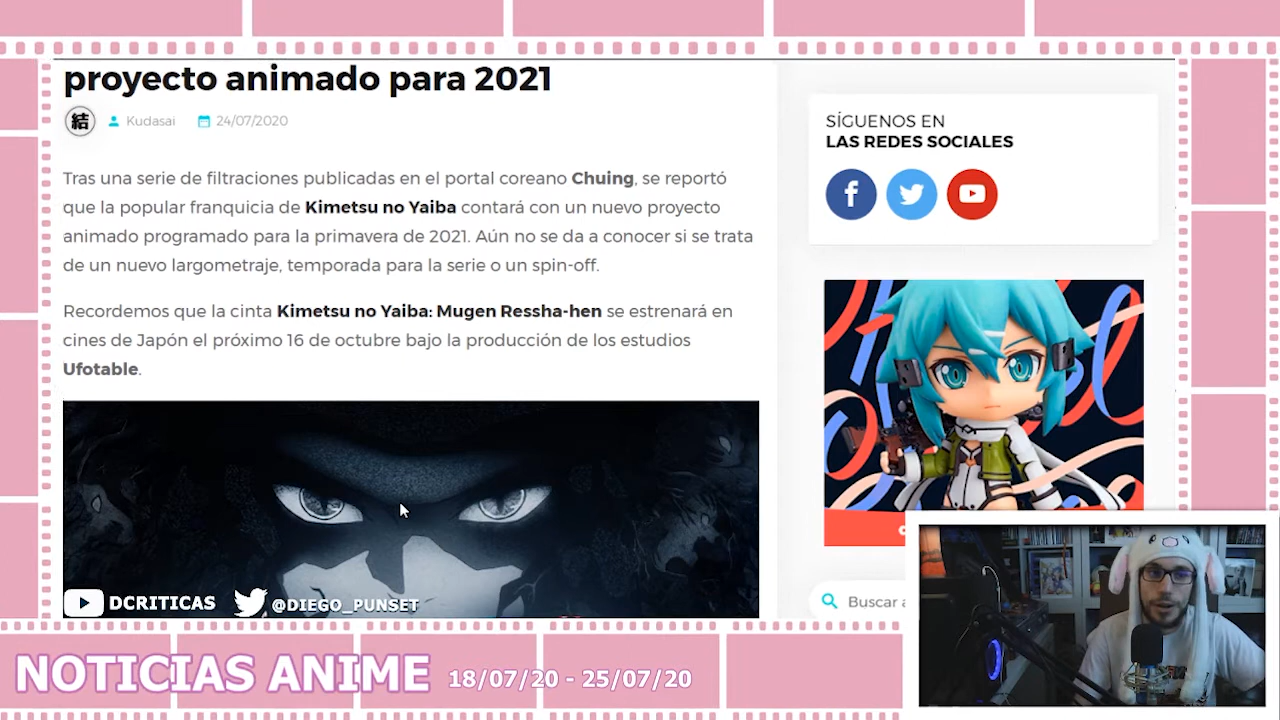 proyecto animado para 2021
結
Kudasai
24/07/2020
Tras una serie de filtraciones publicadas en el portal coreano Chuing, se reportó
que la popular franquicia de Kimetsu no Yaiba contará con un nuevo proyecto
animado programado para la primavera de 2021. Aún no se da a conocer si se trata
de un nuevo largometraje, temporada para la serie o un spin-off.
Recordemos que la cinta Kimetsu no Yaiba: Mugen Ressha-hen se estrenará en
cines de Japón el próximo 16 de octubre bajo la producción de los estudios
Ufotable.
SÍGUENOS EN
LAS REDES SOCIALES
Buscar
DCRITICAS
@DIEGO_PUNSET
NOTICIAS ANIME
18/07/20 - 25/07/20